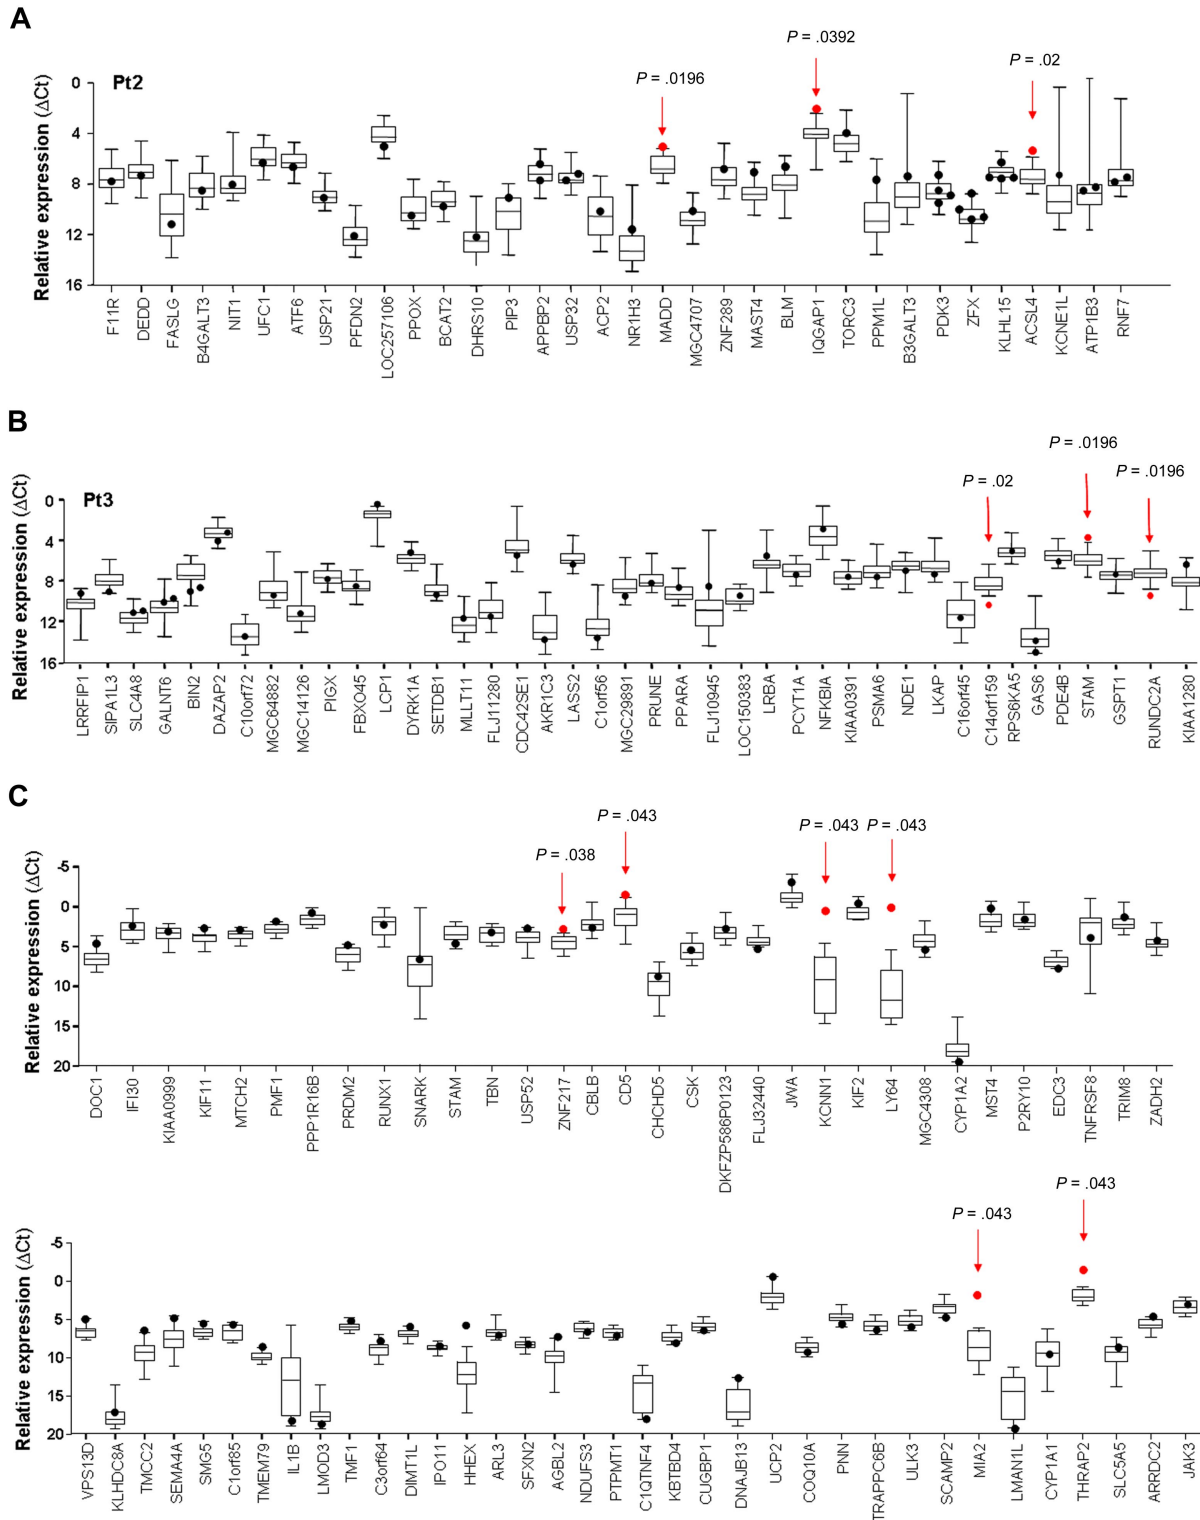 A
P = .0392
P = .02
P = .0196
Pt2
Relative expression (ΔCt)
0
4
8
12
16
F11R
DEDD
FASLG
B4GALT3
NIT1
UFC1
ATF6
USP21
PFDN2
LOC257106
PPOX
BCAT2
DHRS10
PIP3
APPBP2
USP32
ACP2
NR1H3
MADD
MGC4707
ZNF289
MAST4
BLM
IQGAP1
TORC3
PPM1L
B3GALT3
PDK3
ZFX
KLHL15
ACSL4
KCNE1L
ATP1B3
RNF7
B
P = .0196
P = .0196
P = .02
Pt3
Relative expression (ΔCt)
0
4
8
12
16
LRRFIP1
SIPA1L3
SLC4A8
GALNT6
BIN2
DAZAP2
C10orf72
MGC64882
MGC14126
PIGX
FBXO45
LCP1
DYRK1A
SETDB1
MLLT11
FLJ11280
CDC42SE1
AKR1C3
LASS2
C1orf56
MGC29891
PRUNE
PPARA
FLJ10945
LOC150383
LRBA
PCYT1A
NFKBIA
KIAA0391
PSMA6
NDE1
LKAP
C16orf45
C14orf159
RPS6KA5
GAS6
PDE4B
STAM
GSPT1
RUNDC2A
KIAA1280
C
P = .043
P = .043
P = .043
P = .038
Relative expression (ΔCt)
-5
0
5
10
15
20
DOC1
IFI30
KIAA0999
KIF11
MTCH2
PMF1
PPP1R16B
PRDM2
RUNX1
SNARK
STAM
TBN
USP52
ZNF217
CBLB
CD5
CHCHD5
CSK
DKFZP586P0123
FLJ32440
JWA
KCNN1
KIF2
LY64
MGC4308
CYP1A2
MST4
P2RY10
EDC3
TNFRSF8
TRIM8
ZADH2
P = .043
P = .043
Relative expression (ΔCt)
-5
0
5
10
15
20
VPS13D
KLHDC8A
TMCC2
SEMA4A
SMG5
C1orf85
TMEM79
IL1B
LMOD3
TMF1
C3orf64
DIMT1L
IPO11
HHEX
ARL3
SFXN2
AGBL2
NDUFS3
PTPMT1
C1QTNF4
KBTBD4
CUGBP1
DNAJB13
UCP2
COQ10A
PNN
TRAPPC6B
ULK3
SCAMP2
MIA2
LMAN1L
CYP1A1
THRAP2
SLC5A5
ARRDC2
JAK3